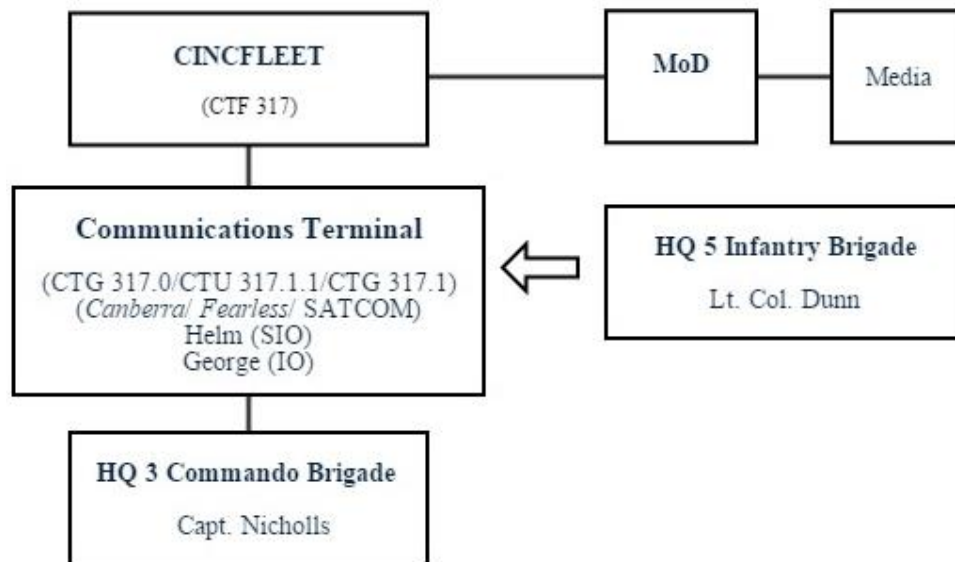 CINCFLEET
(CTF 317)
MoD
Media
Communications Terminal
(CTG 317.0/CTU 317.1.1/CTG 317.1)
(Canberra/ Fearless/ SATCOM)
Helm (SIO)
George (IO)
HQ 5 Infantry Brigade
Lt. Col. Dunn
HQ 3 Commando Brigade
Capt. Nicholls